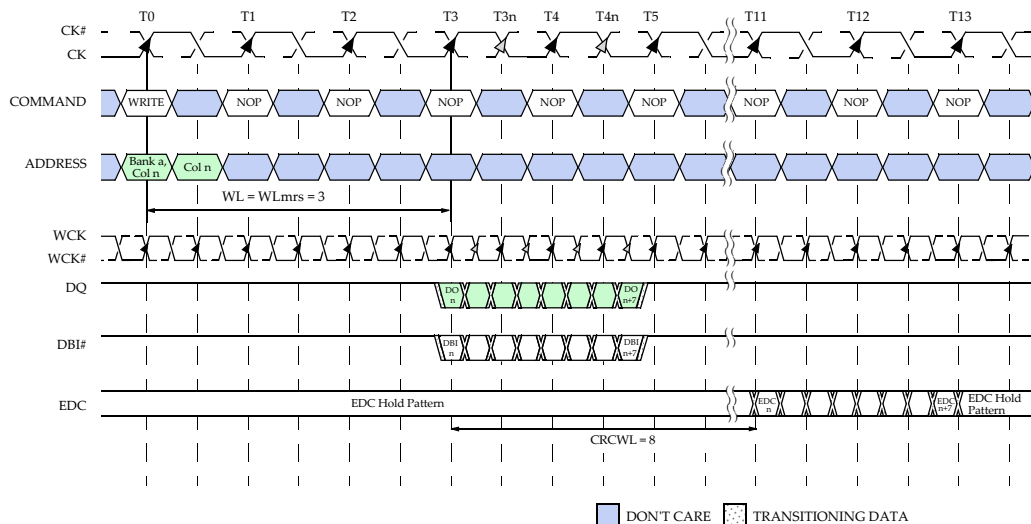 T0 T1 T2 T3 T3n T4 T4n T5 T11 T12 T13
CK#
CK
COMMAND WRITE NOP NOP NOP NOP NOP NOP NOP NOP
ADDRESS Bank a, Col n
Col n
WL = WLmrs = 3
WCK
WCK#
DQ DO DO
n n+7
DBI# DBI DBI
n n+7
EDC EDC Hold Pattern EDC EDC EDC Hold
n n+7 Pattern
CRCWL = 8
DON'T CARE TRANSITIONING DATA